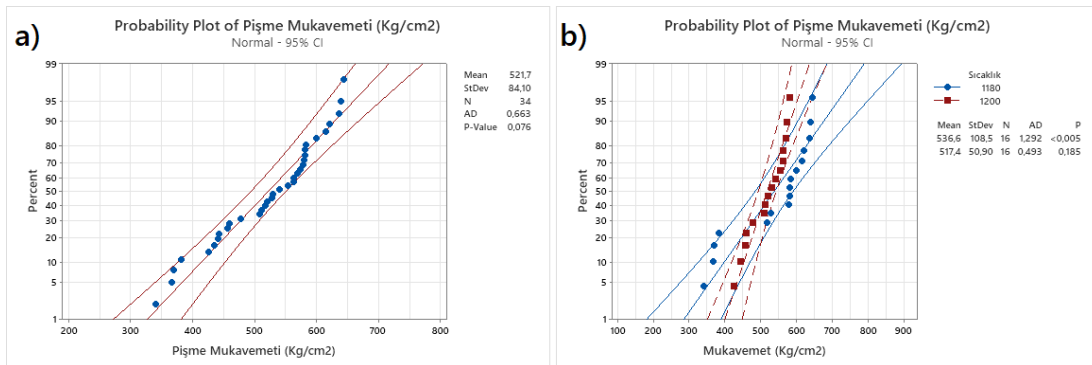 a)
Probability Plot of Pişme Mukavemeti (Kg/cm2)
Normal - 95% CI
99
95
90
80
70
60
50
40
30
20
10
5
1
Percent
200 300 400 500 600 700 800
Pişme Mukavemeti (Kg/cm2)
Mean 521,7
StDev 84,10
N 34
AD 0,663
P-Value 0,076
b)
Probability Plot of Pişme Mukavemeti (Kg/cm2)
Normal - 95% CI
99
95
90
80
70
60
50
40
30
20
10
5
1
Percent
100 200 300 400 500 600 700 800 900
Mukavemet (Kg/cm2)
Sıcaklık
1180
1200
Mean StDev N AD P
536,6 108,5 16 1,292 <0,005
517,4 50,90 16 0,493 0,185